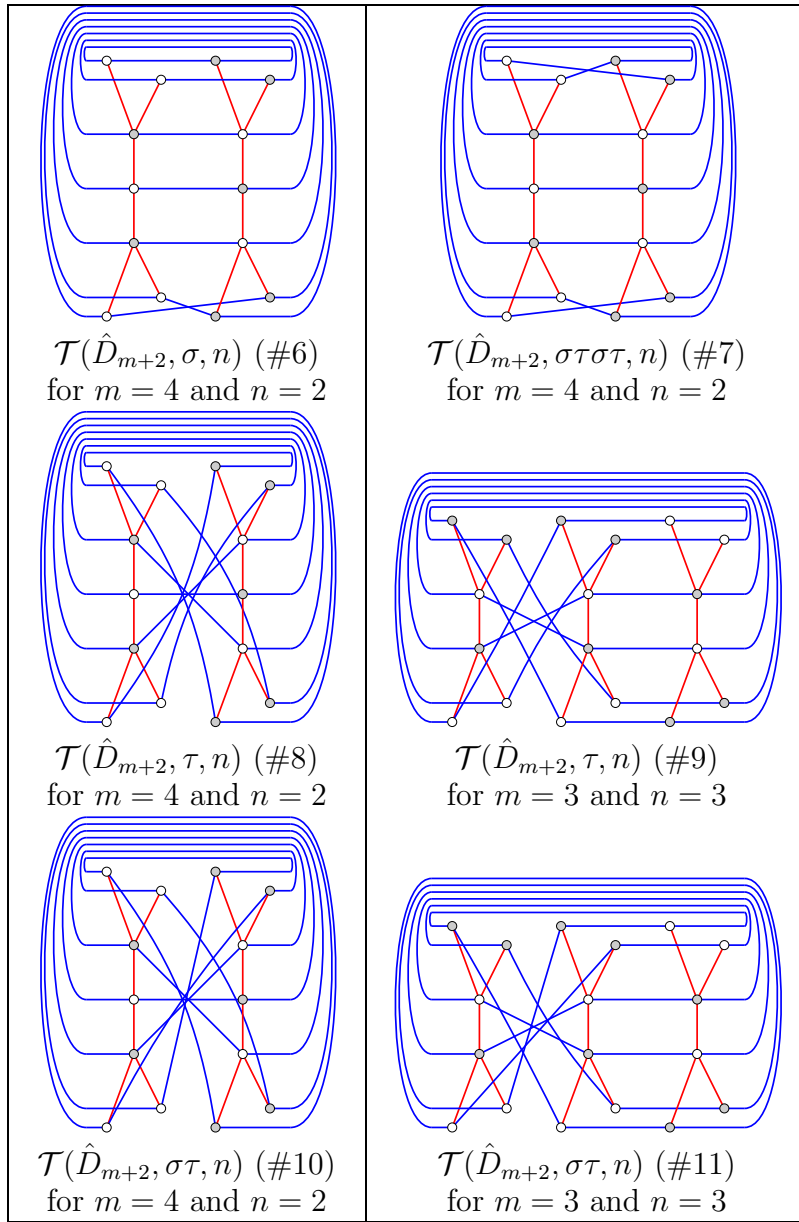 𝒯(D̂ₘ₊₂, σ, n) (#6)
for m = 4 and n = 2
𝒯(D̂ₘ₊₂, στστ, n) (#7)
for m = 4 and n = 2
𝒯(D̂ₘ₊₂, τ, n) (#8)
for m = 4 and n = 2
𝒯(D̂ₘ₊₂, τ, n) (#9)
for m = 3 and n = 3
𝒯(D̂ₘ₊₂, στ, n) (#10)
for m = 4 and n = 2
𝒯(D̂ₘ₊₂, στ, n) (#11)
for m = 3 and n = 3